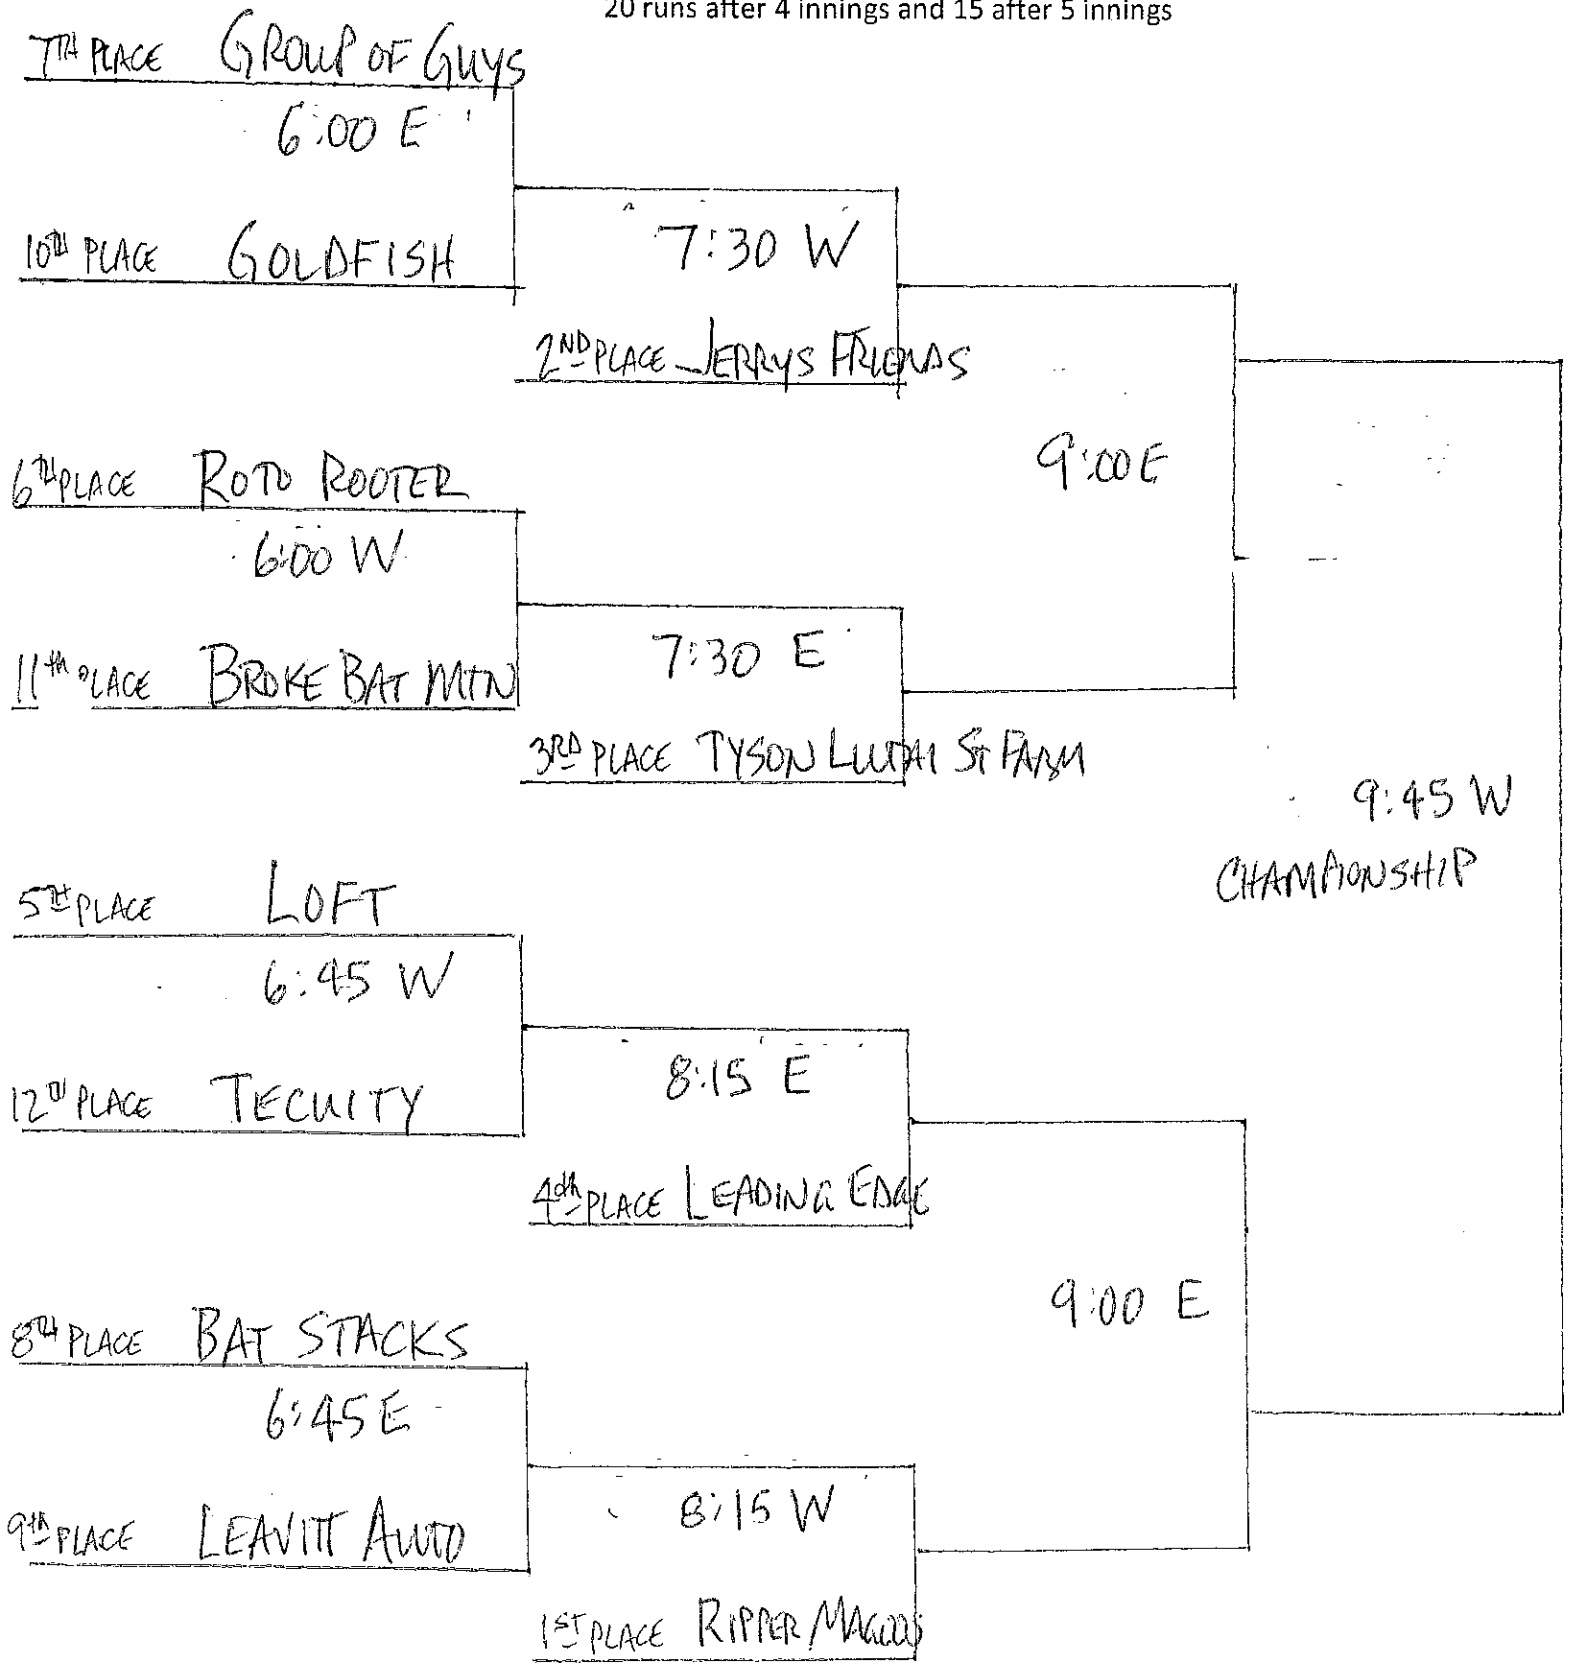 20 runs after 4 innings and 15 after 5 innings
7TH PLACE GROUP OF GUYS
6:00 E
10TH PLACE GOLDFISH
7:30 W
2ND PLACE JERRYS FRIENDS
6TH PLACE ROTO ROOTER
9:00 E
6:00 W
11th PLACE BROKE BAT MTN
7:30 E
3RD PLACE TYSON ST FARM
9:45 W
CHAMPIONSHIP
5TH PLACE LOFT
6:45 W
12TH PLACE TECUITY
8:15 E
4th PLACE LEADING EDGE
9:00 E
8TH PLACE BAT STACKS
6:45 E
9th PLACE LEAVITT AUTO
8:15 W
1ST PLACE RIPPER MAGOOS